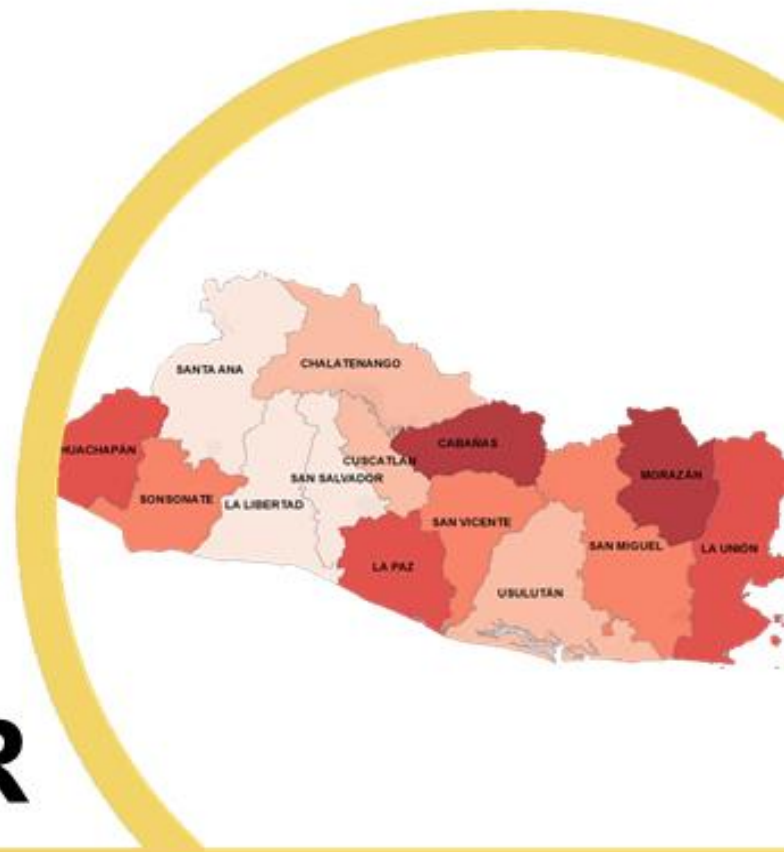 SANTA ANA
CHALATENANGO
HUACHAPÁN
CABAÑAS
CUSCATLÁN
MORAZÁN
SAN SALVADOR
SONSONATE
LA LIBERTAD
SAN VICENTE
SAN MIGUEL
LA UNIÓN
LA PAZ
USULUTÁN
R